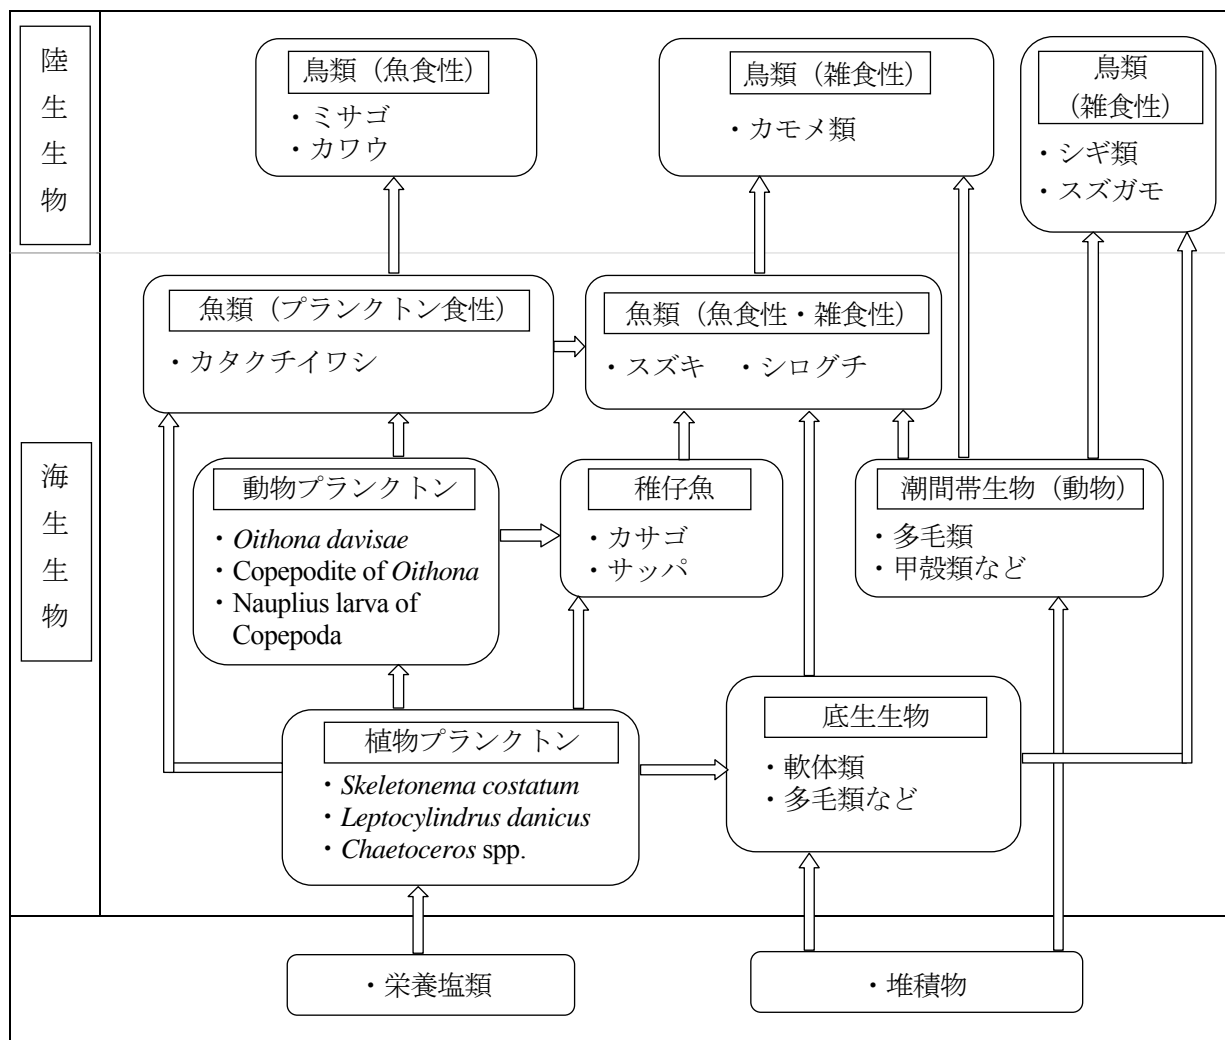 陸生生物
鳥類（魚食性）
・ミサゴ
・カワウ
鳥類（雑食性）
・カモメ類
鳥類
（雑食性）
・シギ類
・スズガモ
海生生物
魚類（プランクトン食性）
・カタクチイワシ
魚類（魚食性・雑食性）
・スズキ ・シログチ
動物プランクトン
・Oithona davisae
・Copepodite of Oithona
・Nauplius larva of
Copepoda
稚仔魚
・カサゴ
・サッパ
潮間帯生物（動物）
・多毛類
・甲殻類など
植物プランクトン
・Skeletonema costatum
・Leptocylindrus danicus
・Chaetoceros spp.
底生生物
・軟体類
・多毛類など
・栄養塩類
・堆積物